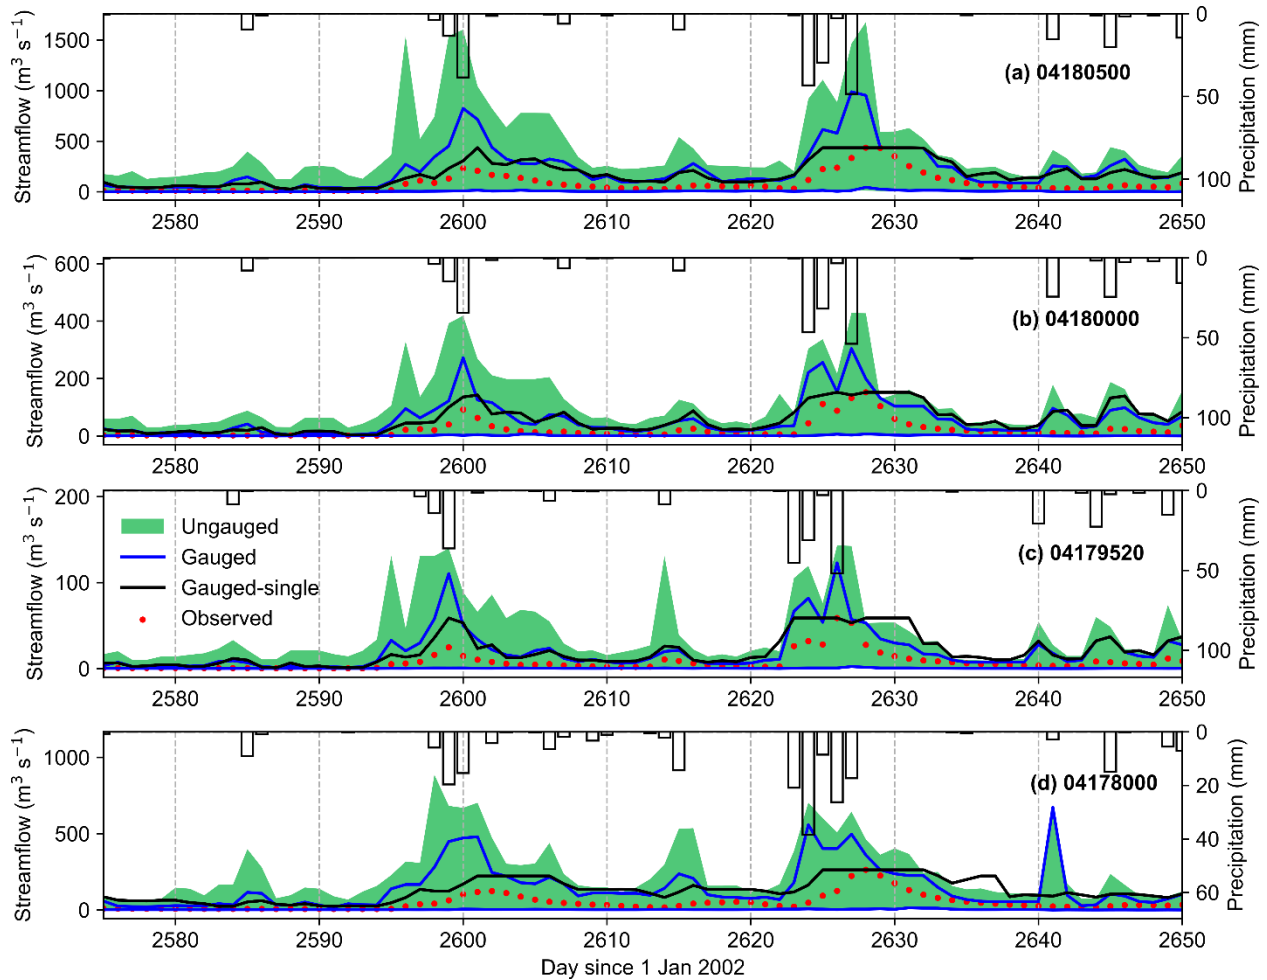 Streamflow (m³ s⁻¹)
1500
1000
500
0
(a) 04180500
0
50
100
Precipitation (mm)
2580 2590 2600 2610 2620 2630 2640 2650
Streamflow (m³ s⁻¹)
600
400
200
0
(b) 04180000
0
50
100
Precipitation (mm)
2580 2590 2600 2610 2620 2630 2640 2650
Streamflow (m³ s⁻¹)
200
100
0
Ungauged
Gauged
Gauged-single
Observed
(c) 04179520
0
50
100
Precipitation (mm)
2580 2590 2600 2610 2620 2630 2640 2650
Streamflow (m³ s⁻¹)
1000
500
0
(d) 04178000
0
20
40
60
Precipitation (mm)
2580 2590 2600 2610 2620 2630 2640 2650
Day since 1 Jan 2002